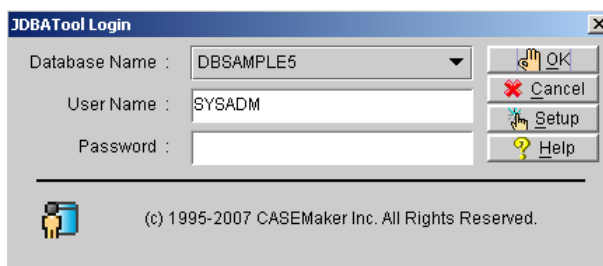 JDBATool Login
Database Name : DBSAMPLE5
OK
User Name : SYSADM
Cancel
Setup
Password :
Help
(c) 1995-2007 CASEMaker Inc. All Rights Reserved.